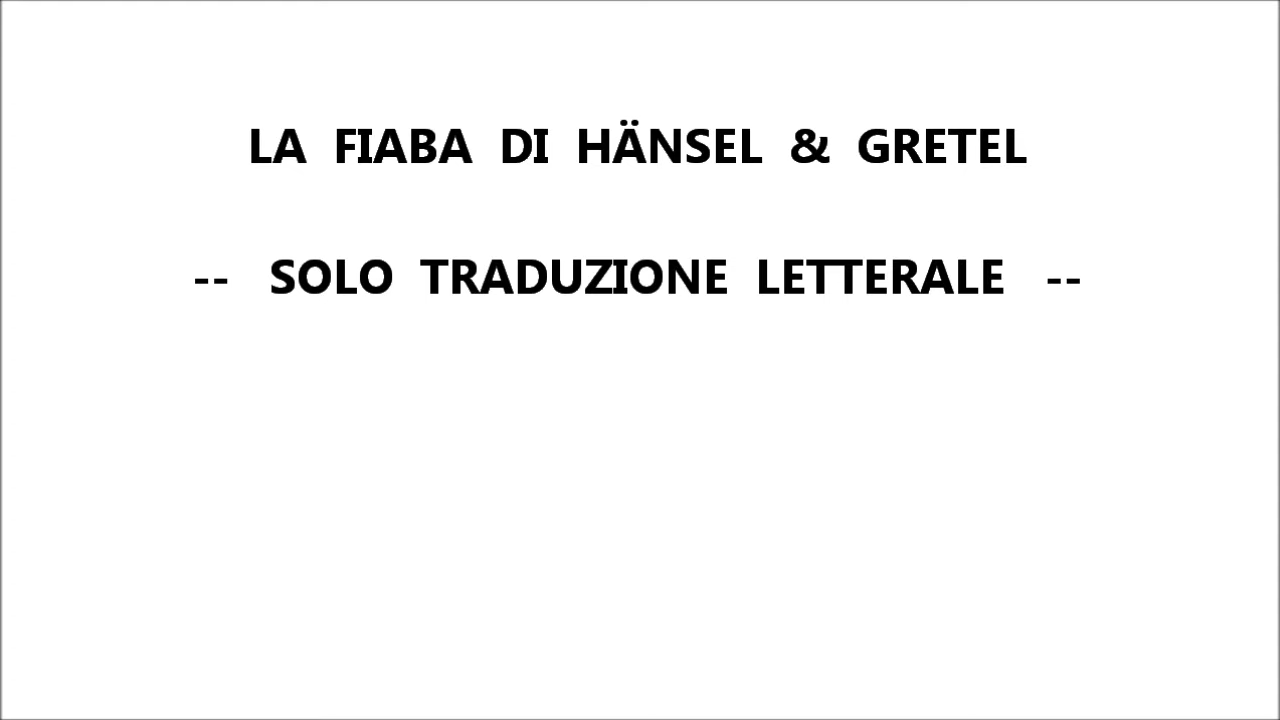 LA FIABA DI HÄNSEL & GRETEL
-- SOLO TRADUZIONE LETTERALE --